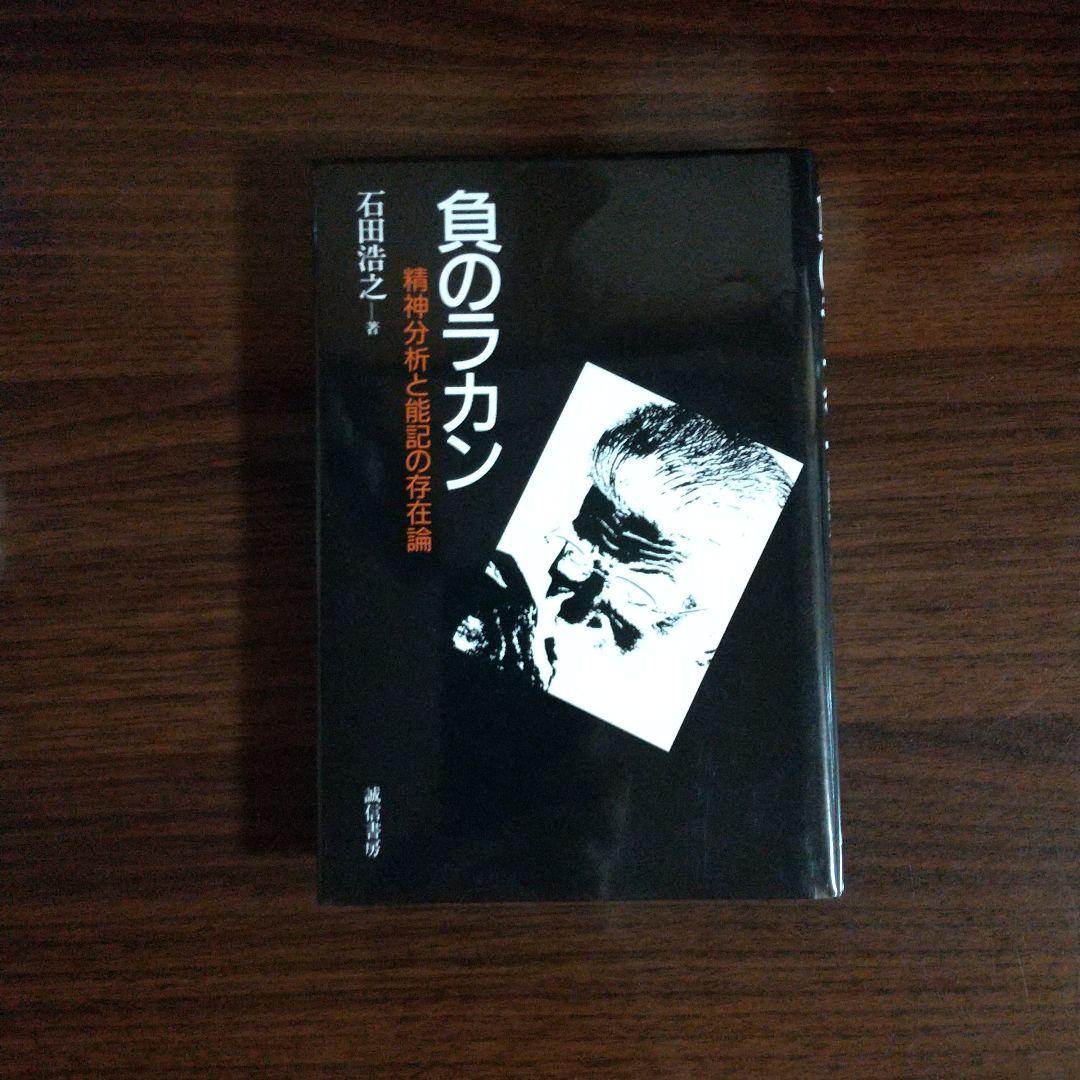 負のラカン
精神分析と能記の存在論
石田浩之―著
誠信書房